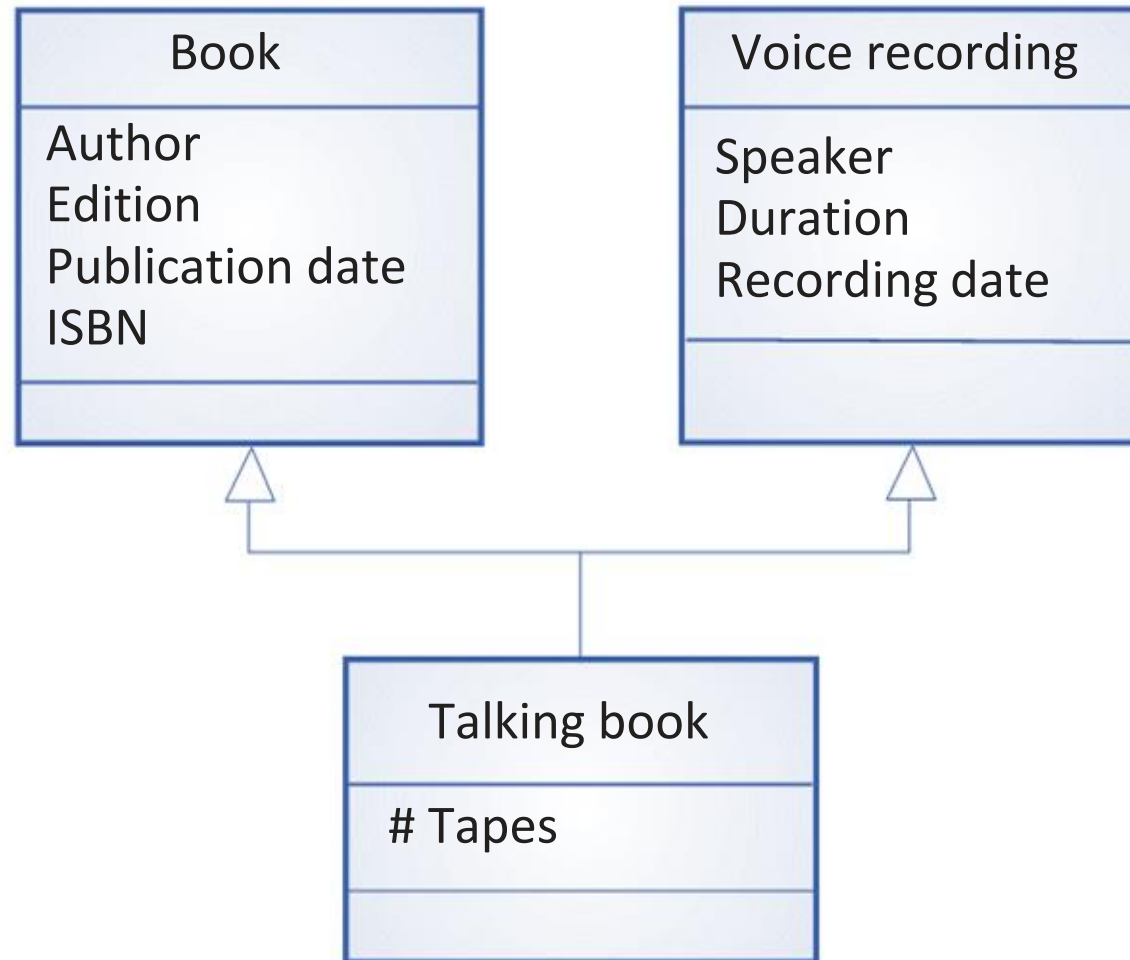 Book
Author
Edition
Publication date
ISBN
Voice recording
Speaker
Duration
Recording date
Talking book
# Tapes